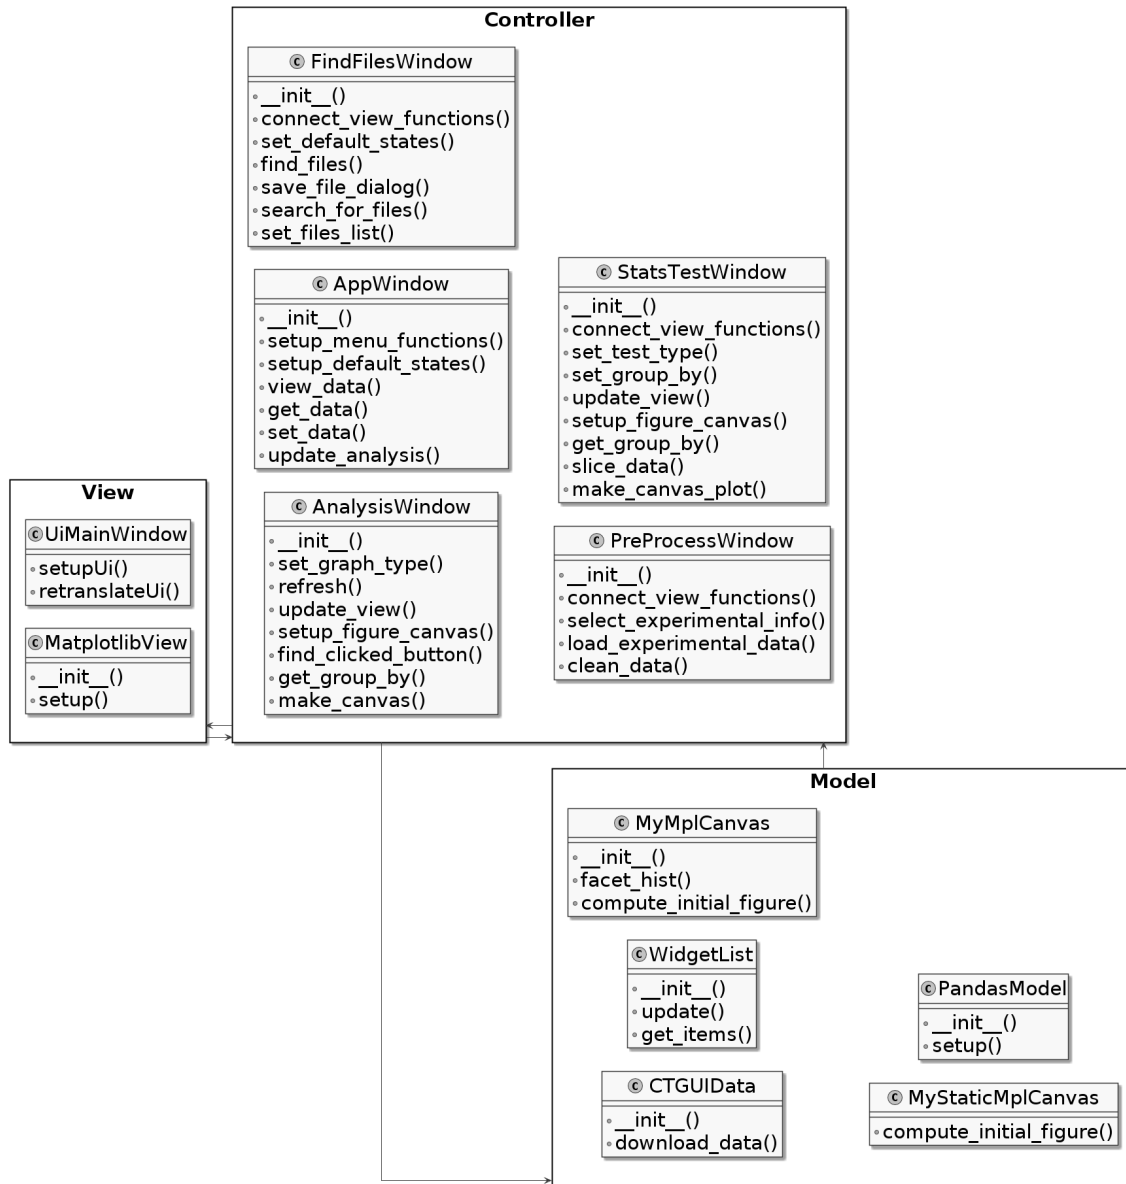 Controller
C FindFilesWindow
__init__()
connect_view_functions()
set_default_states()
find_files()
save_file_dialog()
search_for_files()
set_files_list()
C AppWindow
__init__()
setup_menu_functions()
setup_default_states()
view_data()
get_data()
set_data()
update_analysis()
C StatsTestWindow
__init__()
connect_view_functions()
set_test_type()
set_group_by()
update_view()
setup_figure_canvas()
get_group_by()
slice_data()
make_canvas_plot()
C AnalysisWindow
__init__()
set_graph_type()
refresh()
update_view()
setup_figure_canvas()
find_clicked_button()
get_group_by()
make_canvas()
C PreProcessWindow
__init__()
connect_view_functions()
select_experimental_info()
load_experimental_data()
clean_data()
View
C UiMainWindow
setupUi()
retranslateUi()
C MatplotlibView
__init__()
setup()
Model
C MyMplCanvas
__init__()
facet_hist()
compute_initial_figure()
C WidgetList
__init__()
update()
get_items()
C PandasModel
__init__()
setup()
C CTGUIData
__init__()
download_data()
C MyStaticMplCanvas
compute_initial_figure()